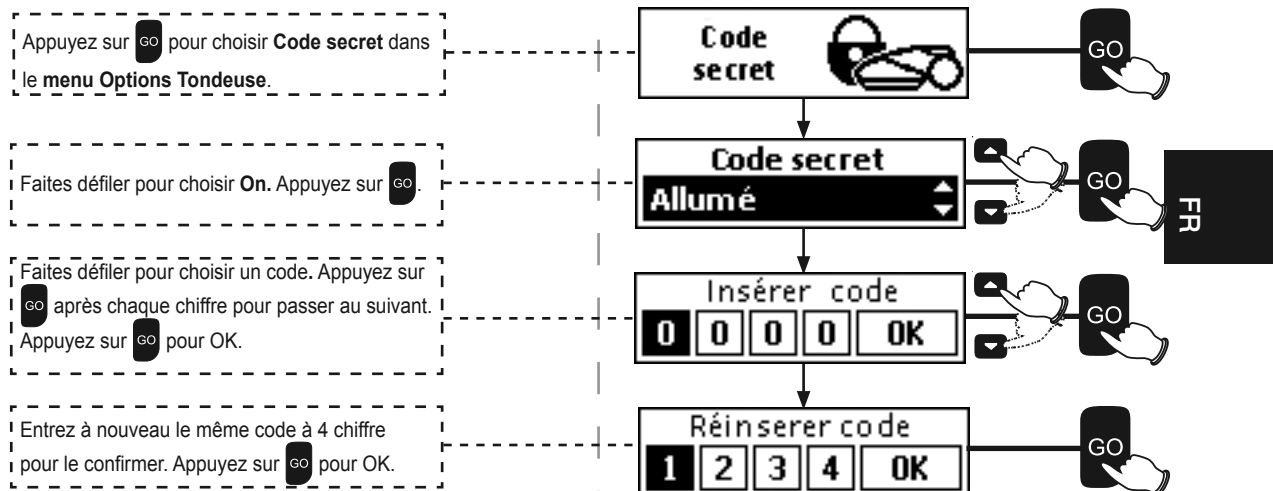 Appuyez sur GO pour choisir Code secret dans
le menu Options Tondeuse.
Code
secret
GO
Faites défiler pour choisir On. Appuyez sur GO.
Code secret
Allumé
GO
FR
Faites défiler pour choisir un code. Appuyez sur
GO après chaque chiffre pour passer au suivant.
Appuyez sur GO pour OK.
Insérer code
0 0 0 0 OK
GO
Entrez à nouveau le même code à 4 chiffre
pour le confirmer. Appuyez sur GO pour OK.
Réinserer code
1 2 3 4 OK
GO